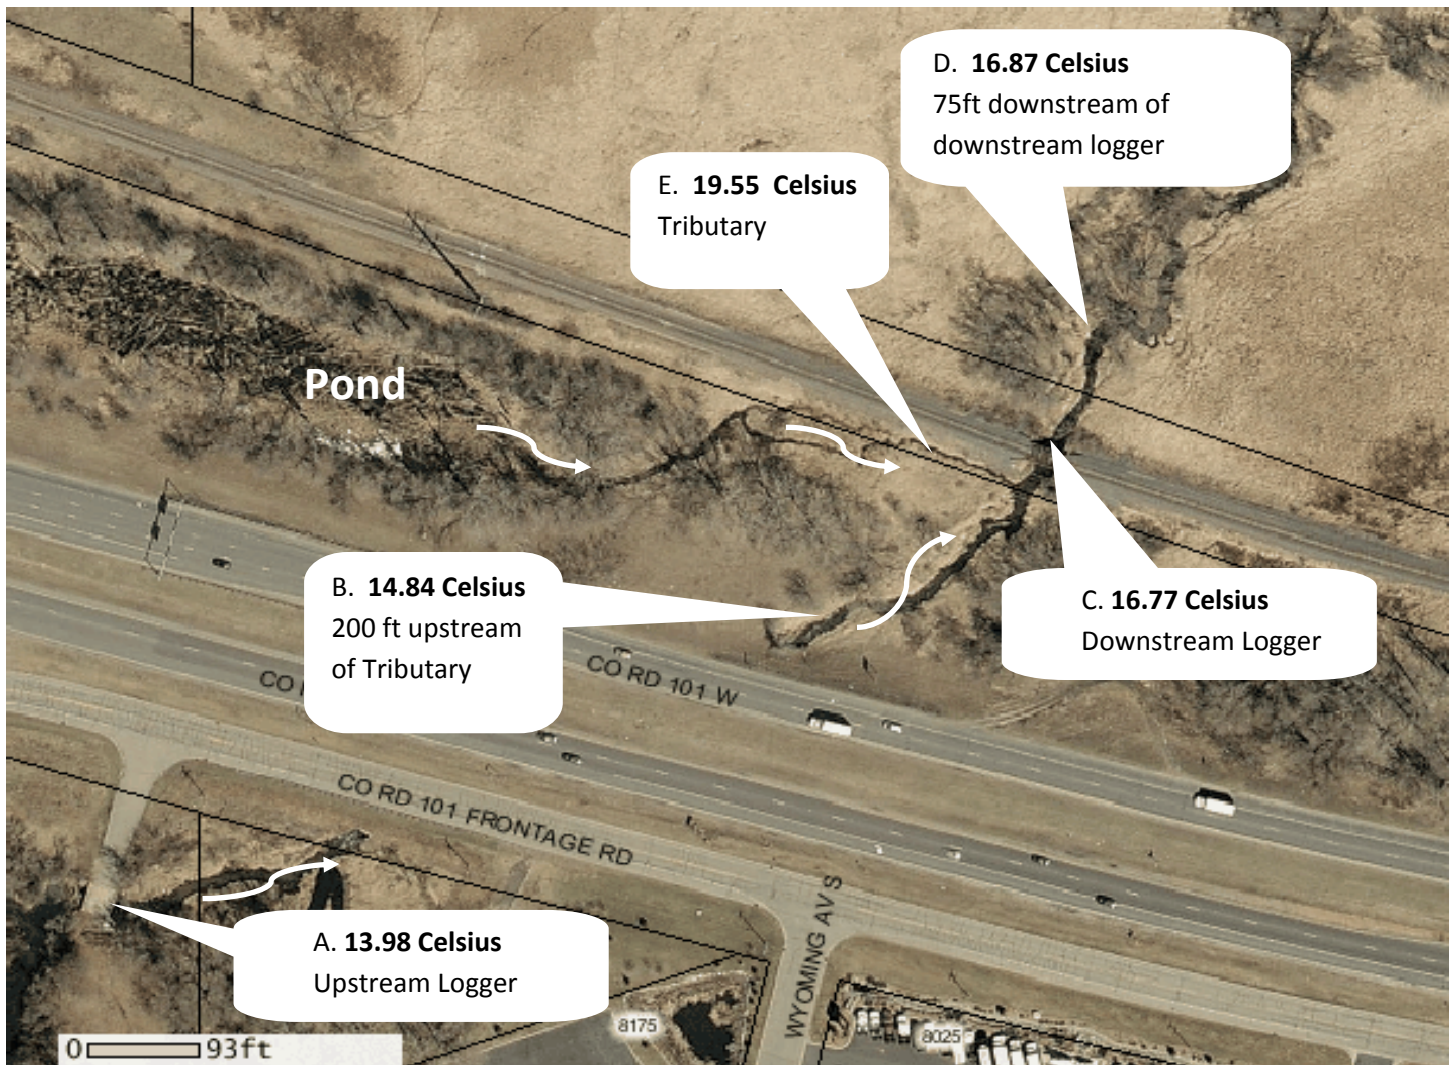 D. 16.87 Celsius
75ft downstream of
downstream logger
E. 19.55 Celsius
Tributary
Pond
B. 14.84 Celsius
200 ft upstream
of Tributary
C. 16.77 Celsius
Downstream Logger
CO RD 101 W
CO
CO RD 101 FRONTAGE RD
WYOMING AV S
A. 13.98 Celsius
Upstream Logger
8175
8025
0 93ft